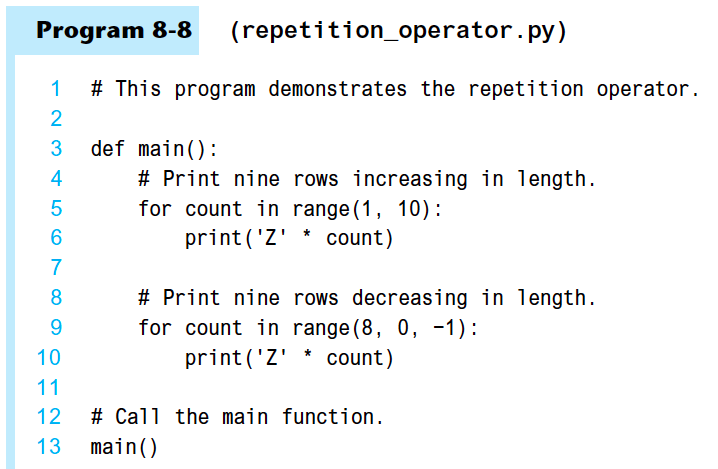 Program 8-8 (repetition_operator.py)
1 # This program demonstrates the repetition operator.
2
3 def main():
4     # Print nine rows increasing in length.
5     for count in range(1, 10):
6         print('Z' * count)
7
8     # Print nine rows decreasing in length.
9     for count in range(8, 0, −1):
10         print('Z' * count)
11
12 # Call the main function.
13 main()